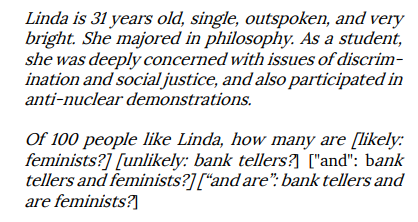 Linda is 31 years old, single, outspoken, and very
bright. She majored in philosophy. As a student,
she was deeply concerned with issues of discrim-
ination and social justice, and also participated in
anti-nuclear demonstrations.
Of 100 people like Linda, how many are [likely:
feminists?] [unlikely: bank tellers?] ["and": bank
tellers and feminists?] [“and are”: bank tellers and
are feminists?]